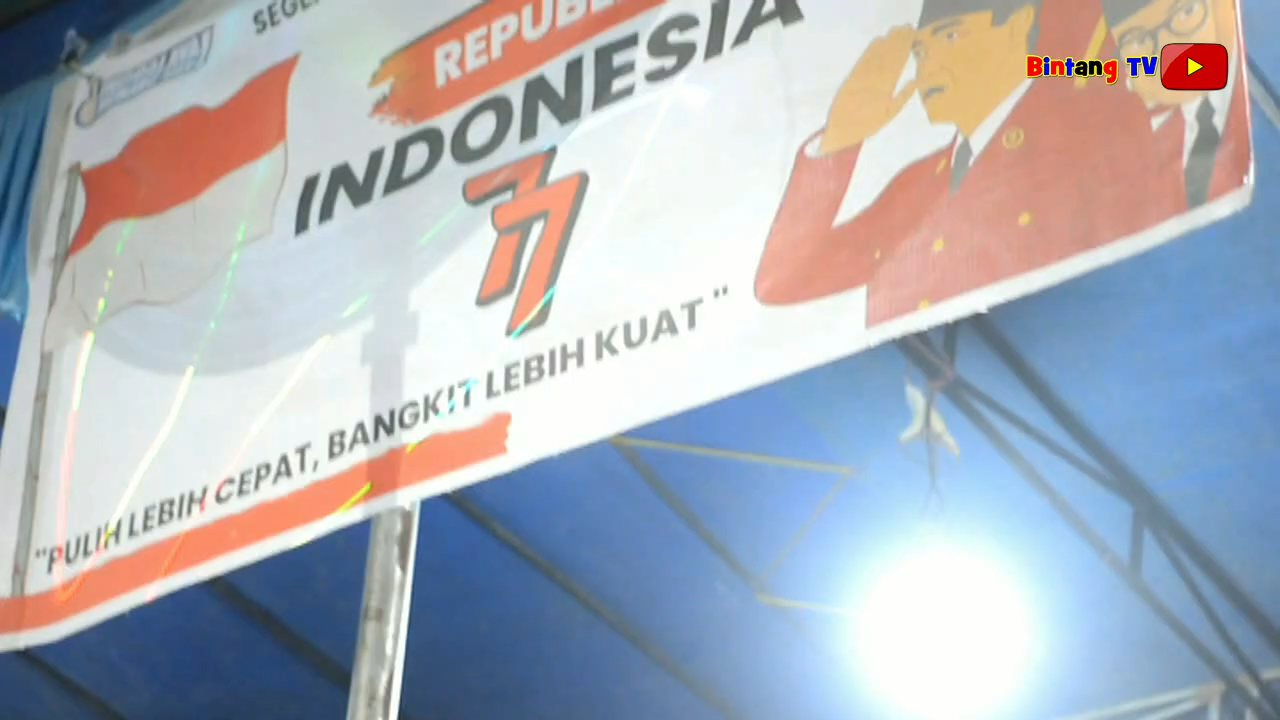 INDONESIA
77
"PULIH LEBIH CEPAT, BANGKIT LEBIH KUAT"
Bintang TV